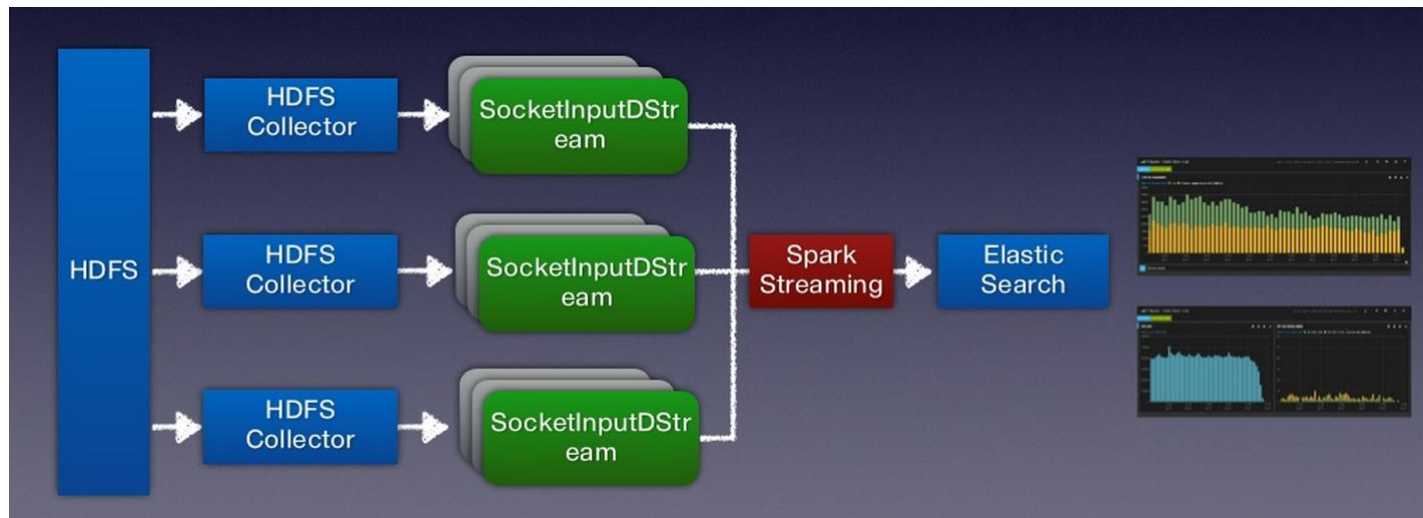 HDFS
HDFS
Collector
SocketInputDStr
eam
HDFS
Collector
SocketInputDStr
eam
HDFS
Collector
SocketInputDStr
eam
Spark
Streaming
Elastic
Search